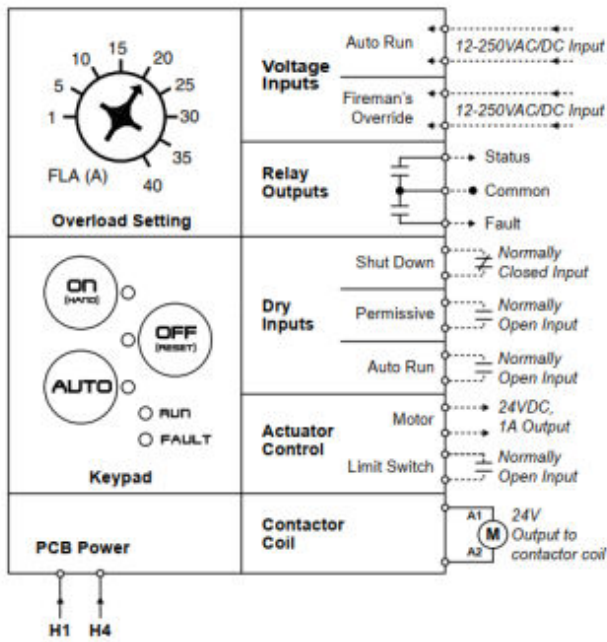 15
10
20
5
25
1
30
35
FLA (A)
40
Overload Setting
Voltage
Inputs
Auto Run
12-250VAC/DC Input
Fireman's
Override
12-250VAC/DC Input
Relay
Outputs
Status
Common
Fault
ON
(HAND)
OFF
(RESET)
AUTO
RUN
FAULT
Keypad
Dry
Inputs
Shut Down
Normally
Closed Input
Permissive
Normally
Open Input
Auto Run
Normally
Open Input
Actuator
Control
Motor
24VDC,
1A Output
Limit Switch
Normally
Open Input
PCB Power
H1 H4
Contactor
Coil
A1
M
A2
24V
Output to
contactor coil